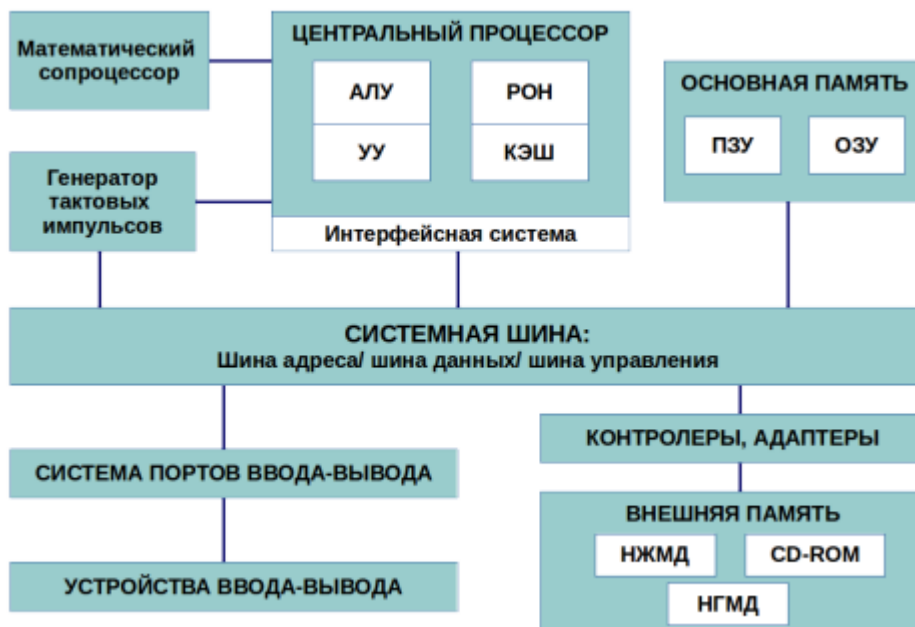 Математический
сопроцессор
ЦЕНТРАЛЬНЫЙ ПРОЦЕССОР
АЛУ
РОН
УУ
КЭШ
Интерфейсная система
ОСНОВНАЯ ПАМЯТЬ
ПЗУ
ОЗУ
Генератор
тактовых
импульсов
СИСТЕМНАЯ ШИНА:
Шина адреса/ шина данных/ шина управления
СИСТЕМА ПОРТОВ ВВОДА-ВЫВОДА
УСТРОЙСТВА ВВОДА-ВЫВОДА
КОНТРОЛЕРЫ, АДАПТЕРЫ
ВНЕШНЯЯ ПАМЯТЬ
НЖМД
CD-ROM
НГМД